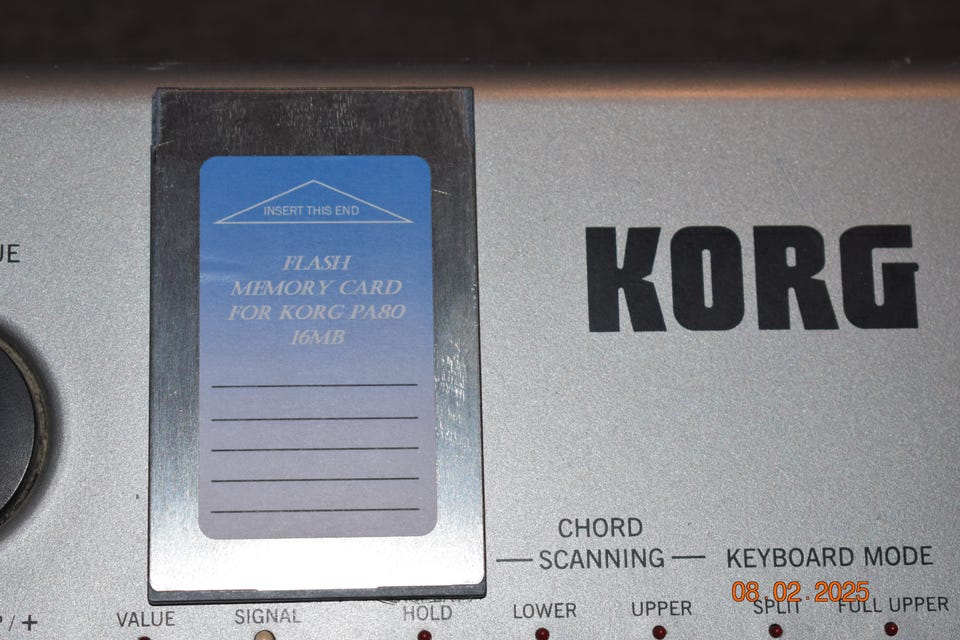 INSERT THIS END
FLASH
MEMORY CARD
FOR KORG PA80
16MB
KORG
CHORD
SCANNING
KEYBOARD MODE
08.02.2025
VALUE
SIGNAL
HOLD
LOWER
UPPER
SPLIT
FULL UPPER